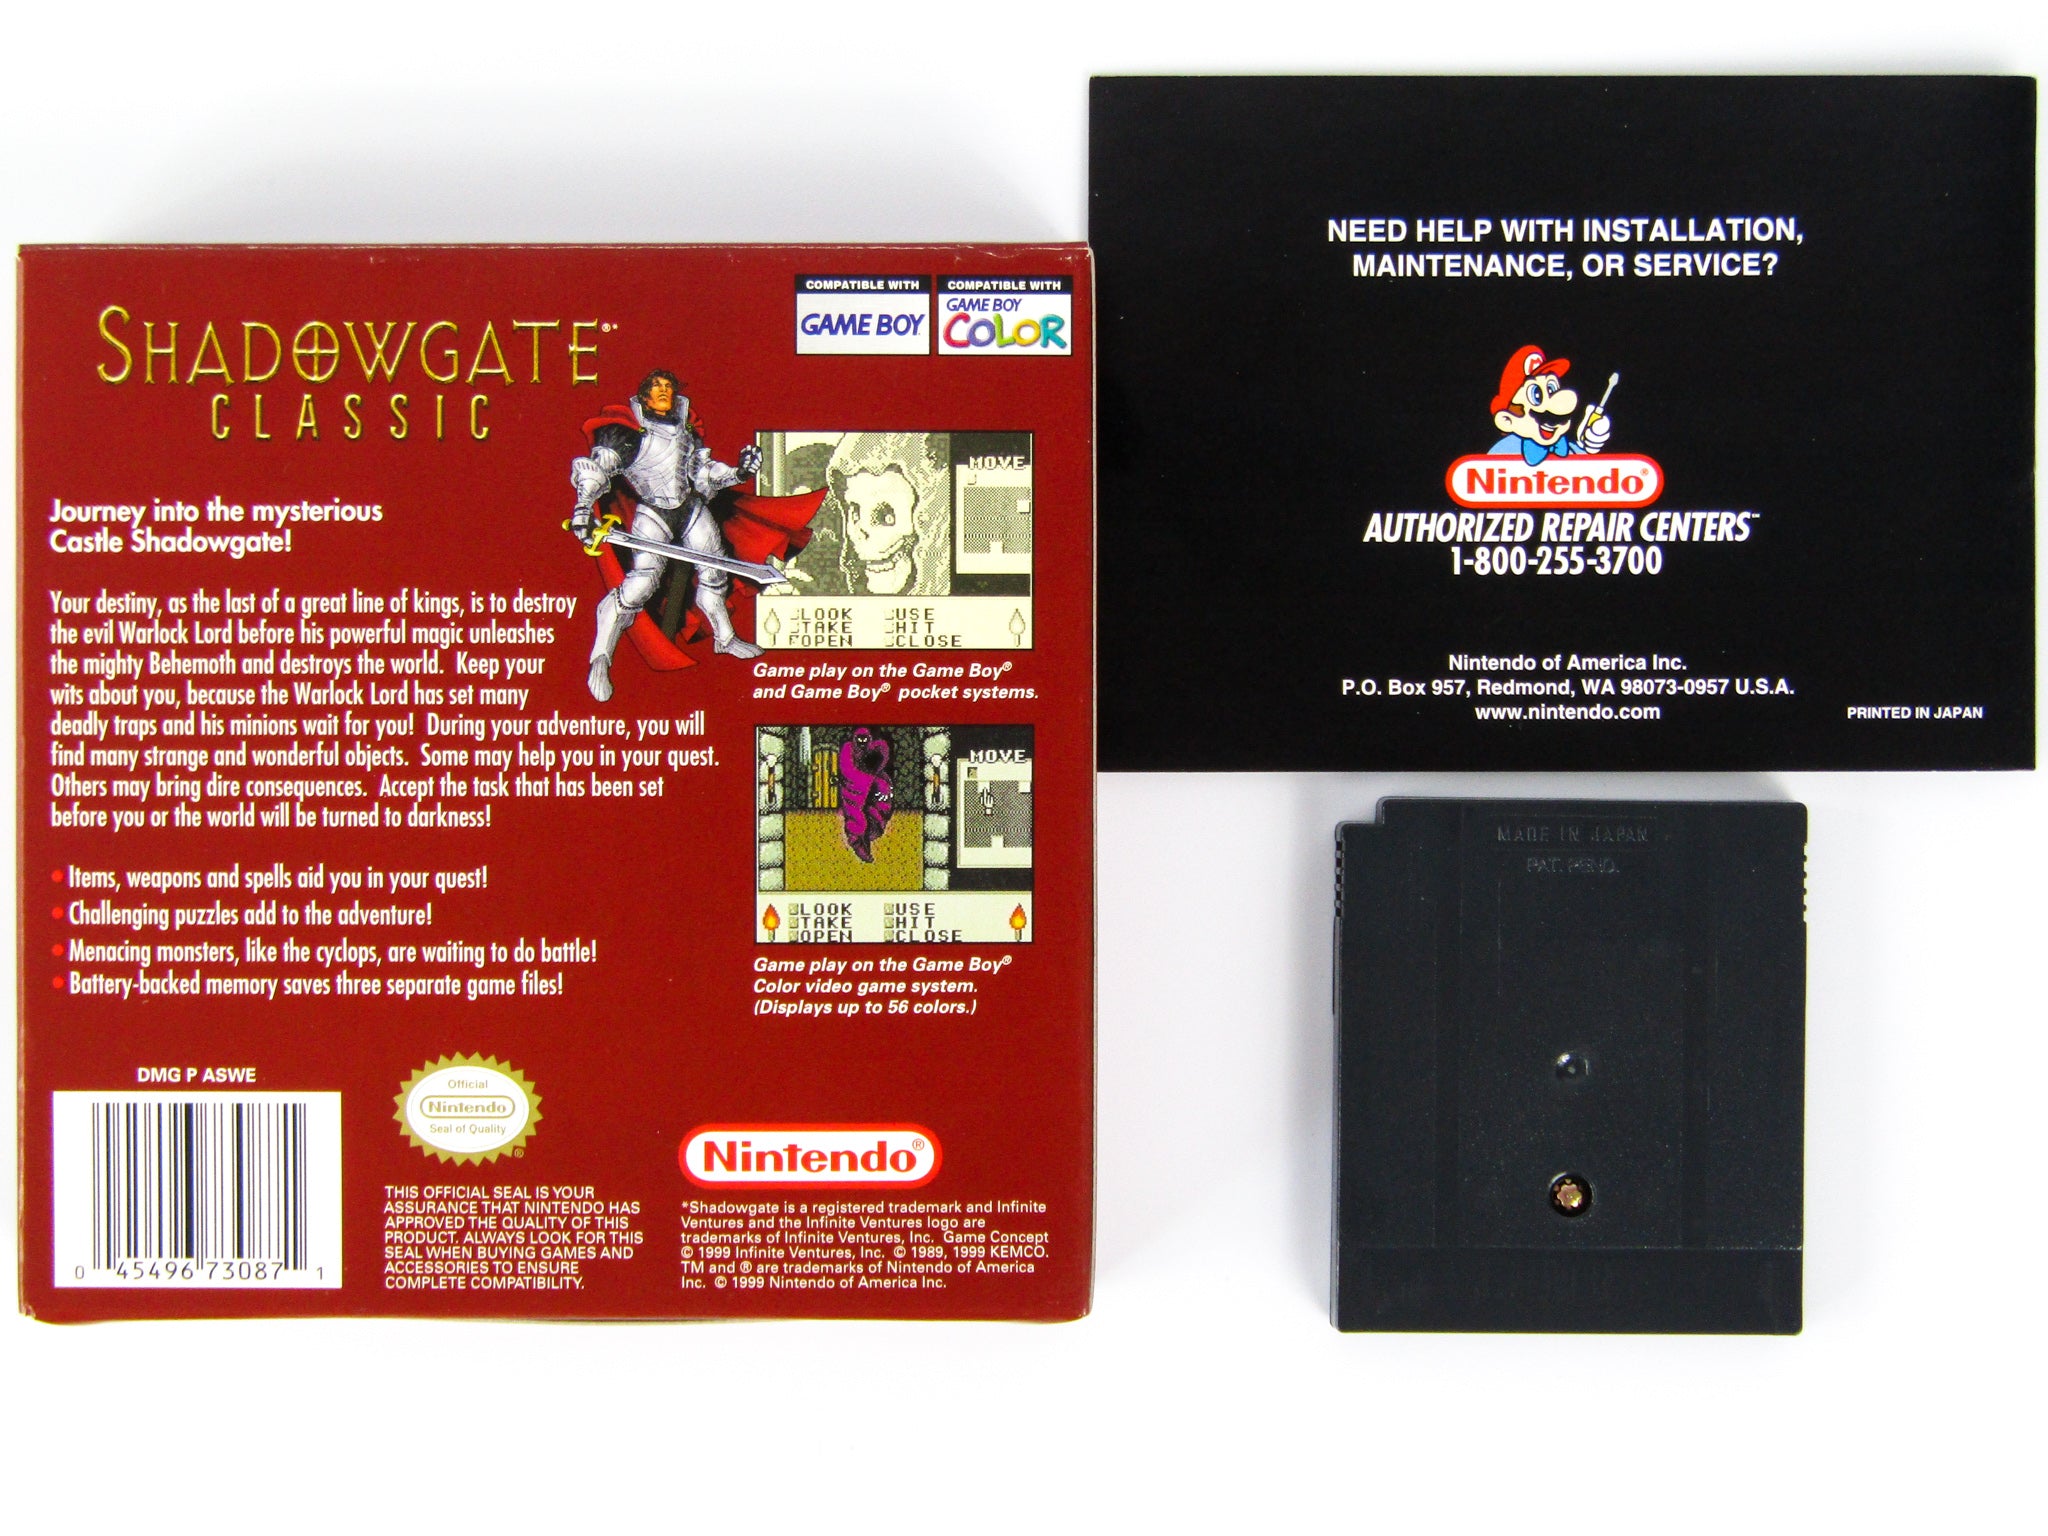 SHADOWGATE™*
CLASSIC
COMPATIBLE WITH
GAME BOY
COMPATIBLE WITH
GAME BOY
COLOR
Journey into the mysterious
Castle Shadowgate!
Your destiny, as the last of a great line of kings, is to destroy
the evil Warlock Lord before his powerful magic unleashes
the mighty Behemoth and destroys the world. Keep your
wits about you, because the Warlock Lord has set many
deadly traps and his minions wait for you! During your adventure, you will
find many strange and wonderful objects. Some may help you in your quest.
Others may bring dire consequences. Accept the task that has been set
before you or the world will be turned to darkness!
• Items, weapons and spells aid you in your quest!
• Challenging puzzles add to the adventure!
• Menacing monsters, like the cyclops, are waiting to do battle!
• Battery-backed memory saves three separate game files!
MOVE
LOOK USE
TAKE HIT
OPEN CLOSE
Game play on the Game Boy®
and Game Boy® pocket systems.
MOVE
LOOK USE
TAKE HIT
OPEN CLOSE
Game play on the Game Boy®
Color video game system.
(Displays up to 56 colors.)
DMG P ASWE
0 45496 73087 1
Official
Nintendo
Seal of Quality
®
THIS OFFICIAL SEAL IS YOUR
ASSURANCE THAT NINTENDO HAS
APPROVED THE QUALITY OF THIS
PRODUCT. ALWAYS LOOK FOR THIS
SEAL WHEN BUYING GAMES AND
ACCESSORIES TO ENSURE
COMPLETE COMPATIBILITY.
Nintendo®
*Shadowgate is a registered trademark and Infinite
Ventures and the Infinite Ventures logo are
trademarks of Infinite Ventures, Inc. Game Concept
© 1999 Infinite Ventures, Inc. © 1989, 1999 KEMCO.
TM and ® are trademarks of Nintendo of America
Inc. © 1999 Nintendo of America Inc.
NEED HELP WITH INSTALLATION,
MAINTENANCE, OR SERVICE?
Nintendo®
AUTHORIZED REPAIR CENTERS™
1-800-255-3700
Nintendo of America Inc.
P.O. Box 957, Redmond, WA 98073-0957 U.S.A.
www.nintendo.com
PRINTED IN JAPAN
MADE IN JAPAN
PAT. PEND.